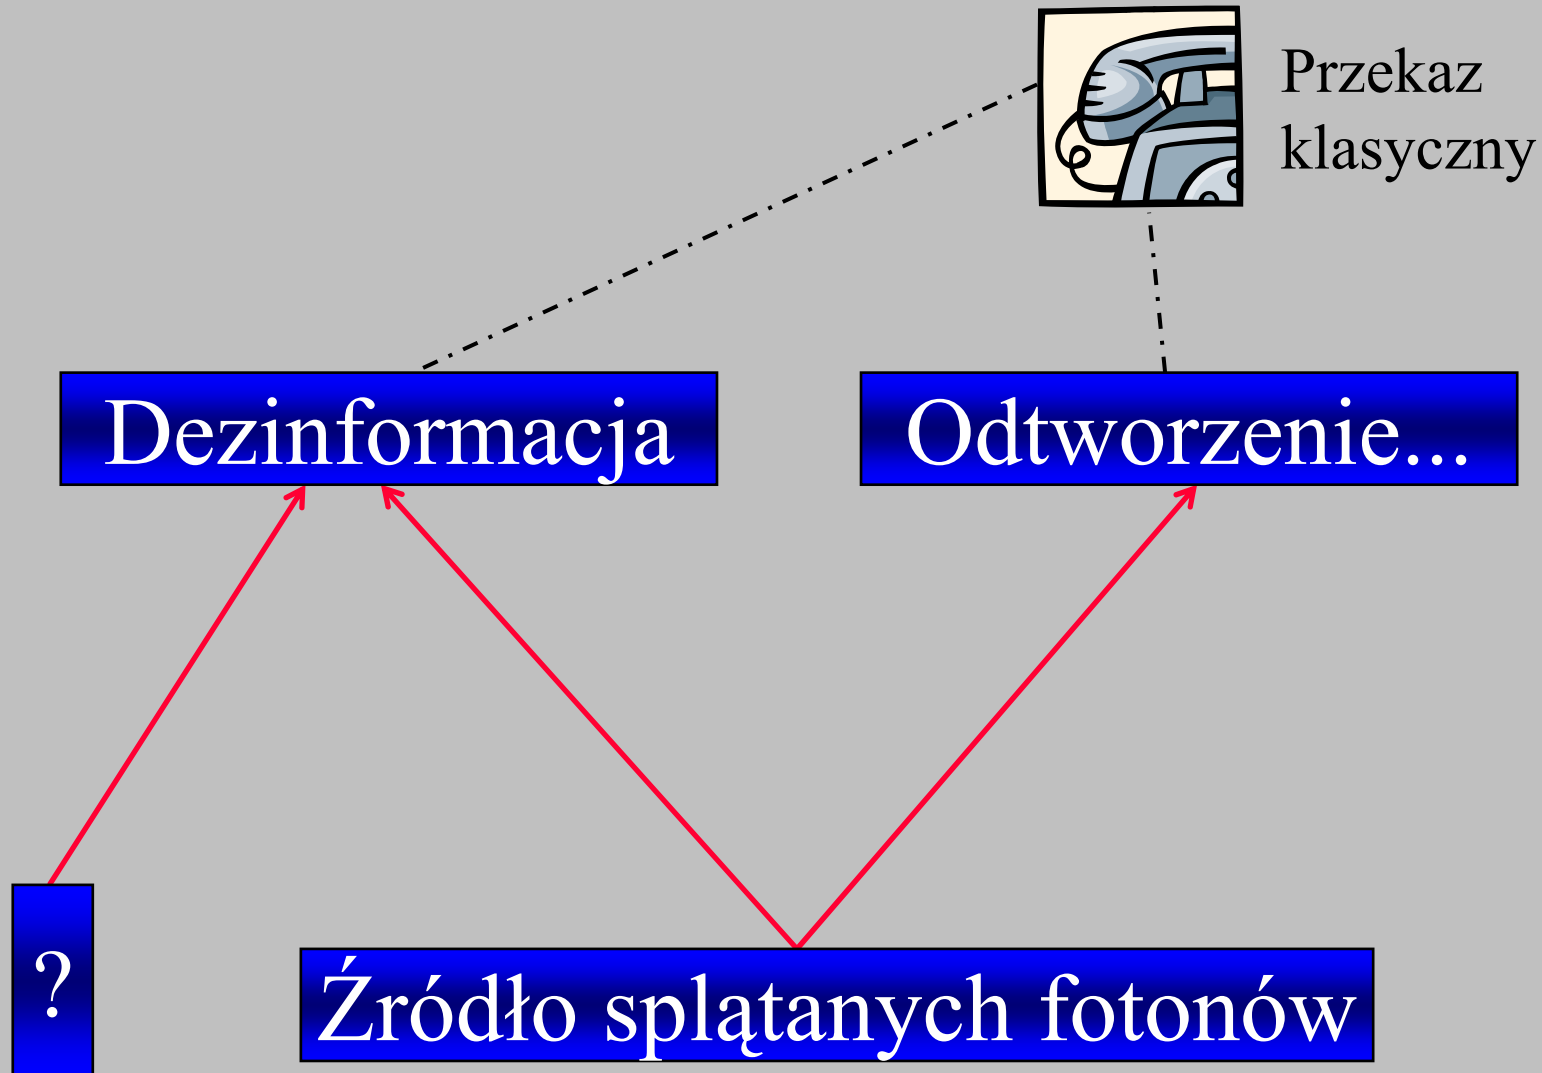 Przekaz
klasyczny
Dezinformacja
Odtworzenie...
?
Źródło splątanych fotonów